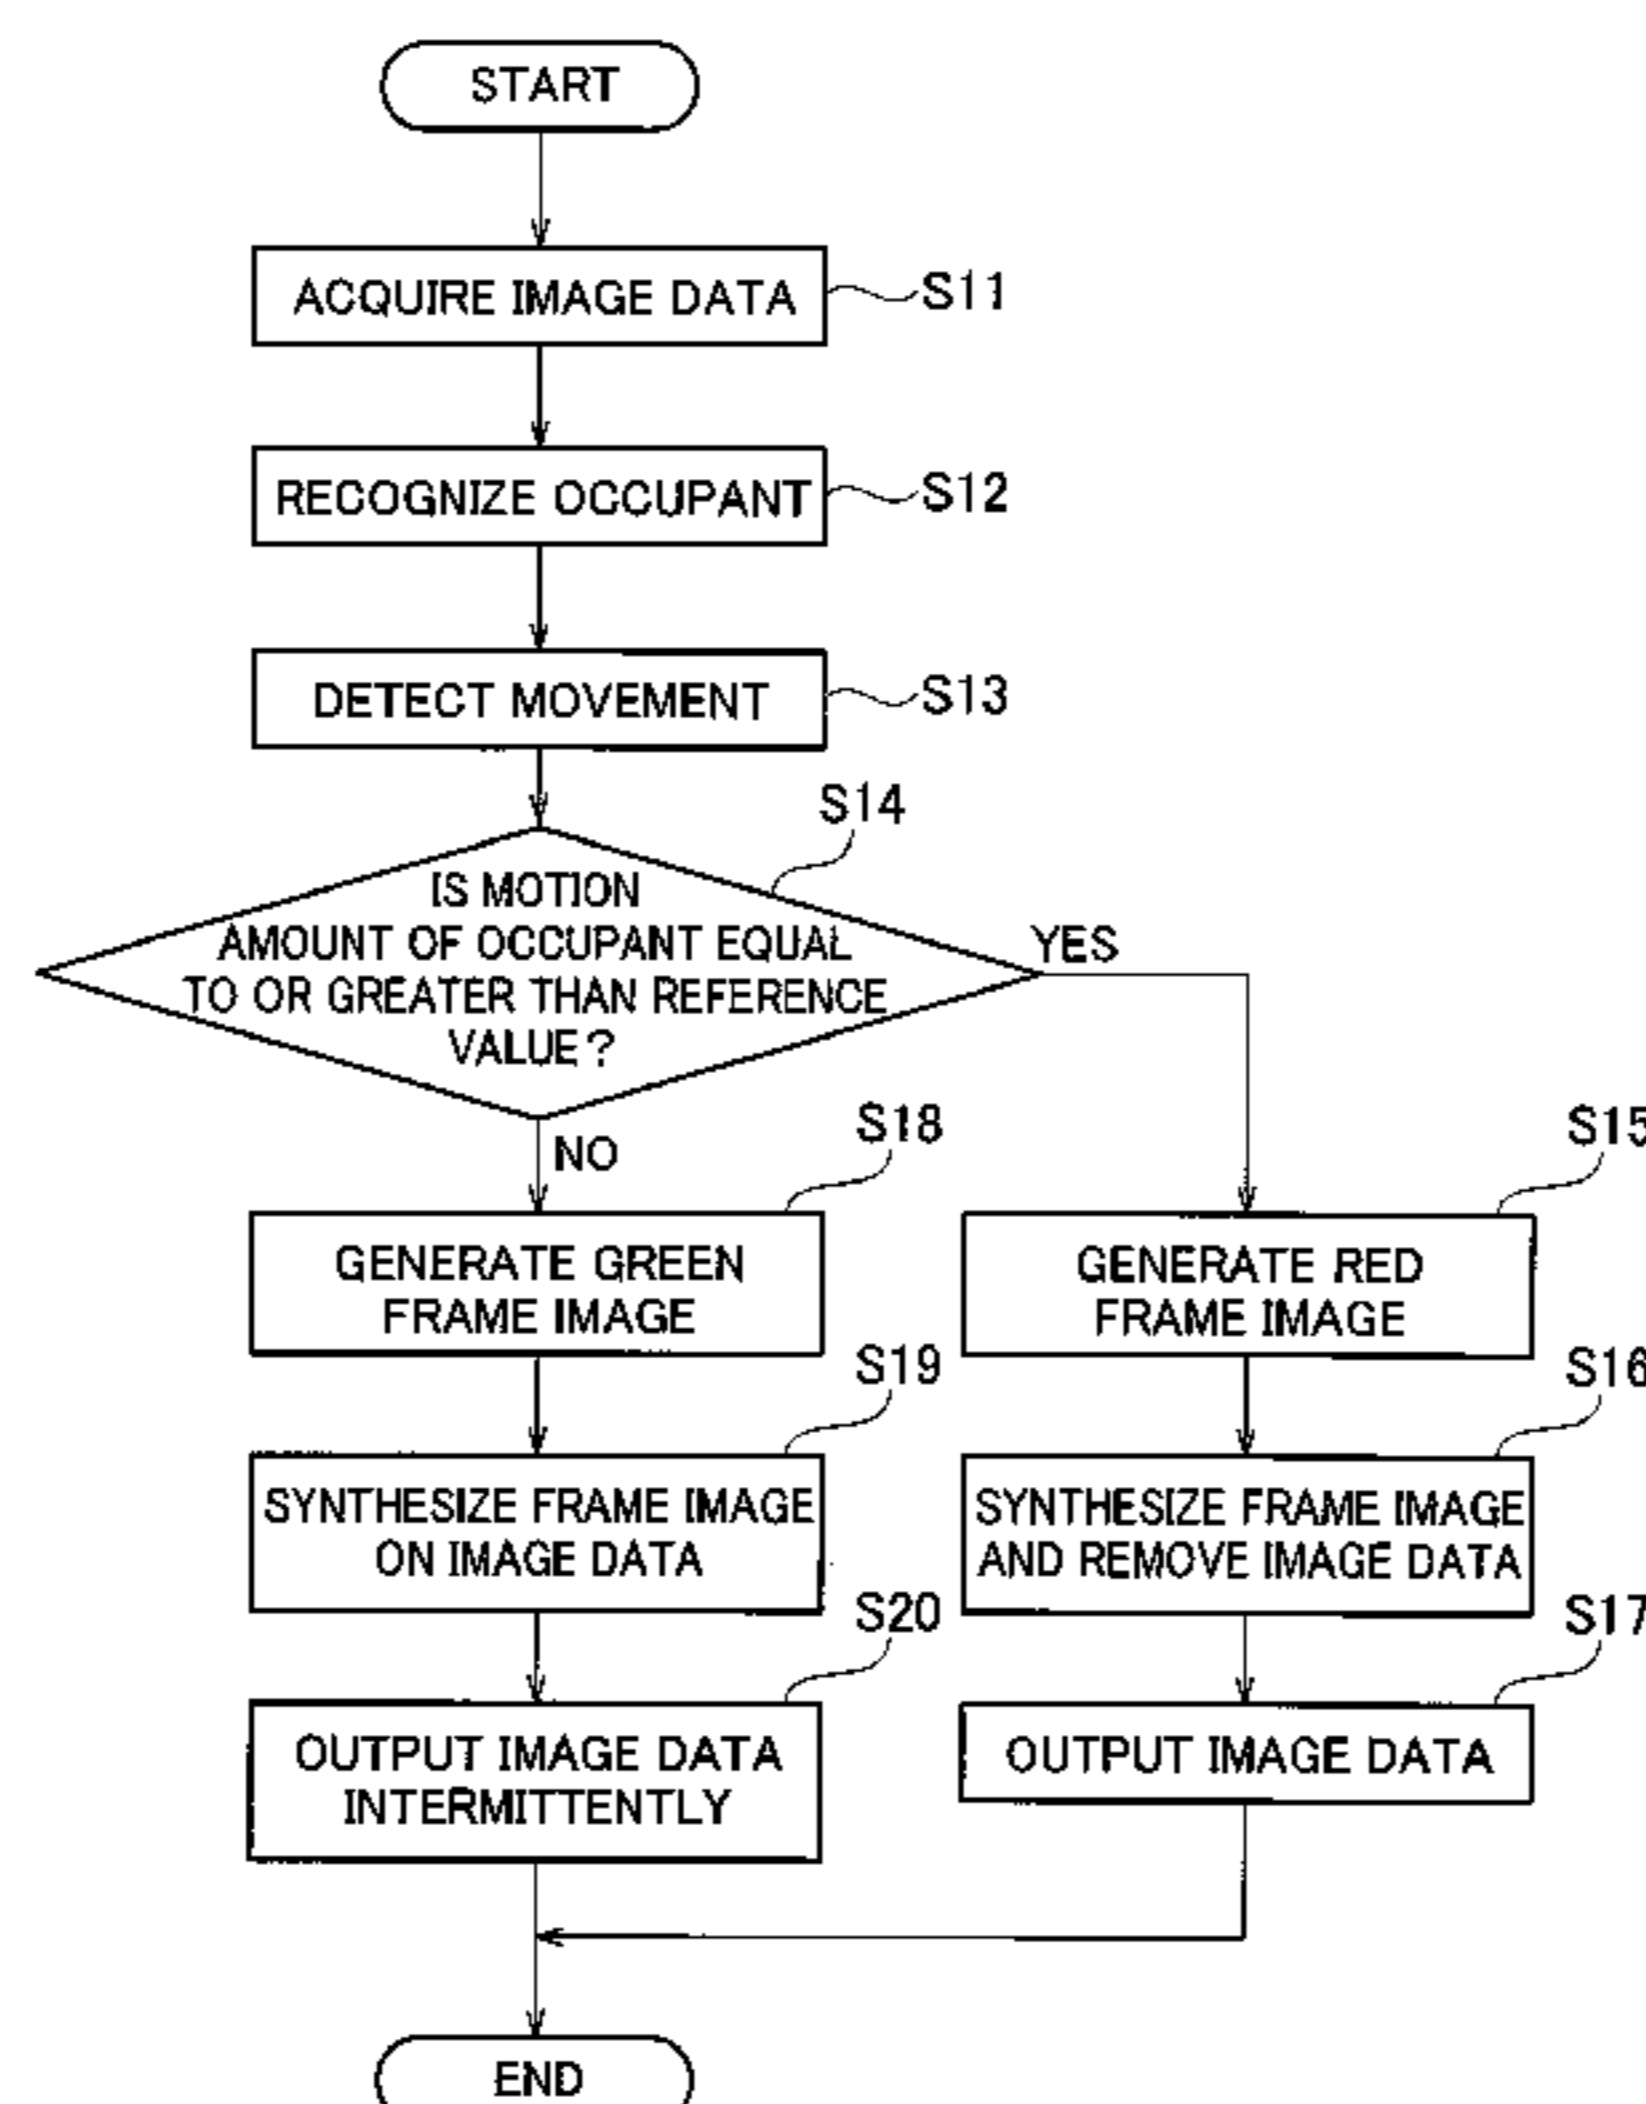 START
ACQUIRE IMAGE DATA
S11
RECOGNIZE OCCUPANT
S12
DETECT MOVEMENT
S13
S14
IS MOTION
AMOUNT OF OCCUPANT EQUAL
TO OR GREATER THAN REFERENCE
VALUE?
YES
NO
S18
GENERATE GREEN
FRAME IMAGE
S19
SYNTHESIZE FRAME IMAGE
ON IMAGE DATA
S20
OUTPUT IMAGE DATA
INTERMITTENTLY
S15
GENERATE RED
FRAME IMAGE
S16
SYNTHESIZE FRAME IMAGE
AND REMOVE IMAGE DATA
S17
OUTPUT IMAGE DATA
END